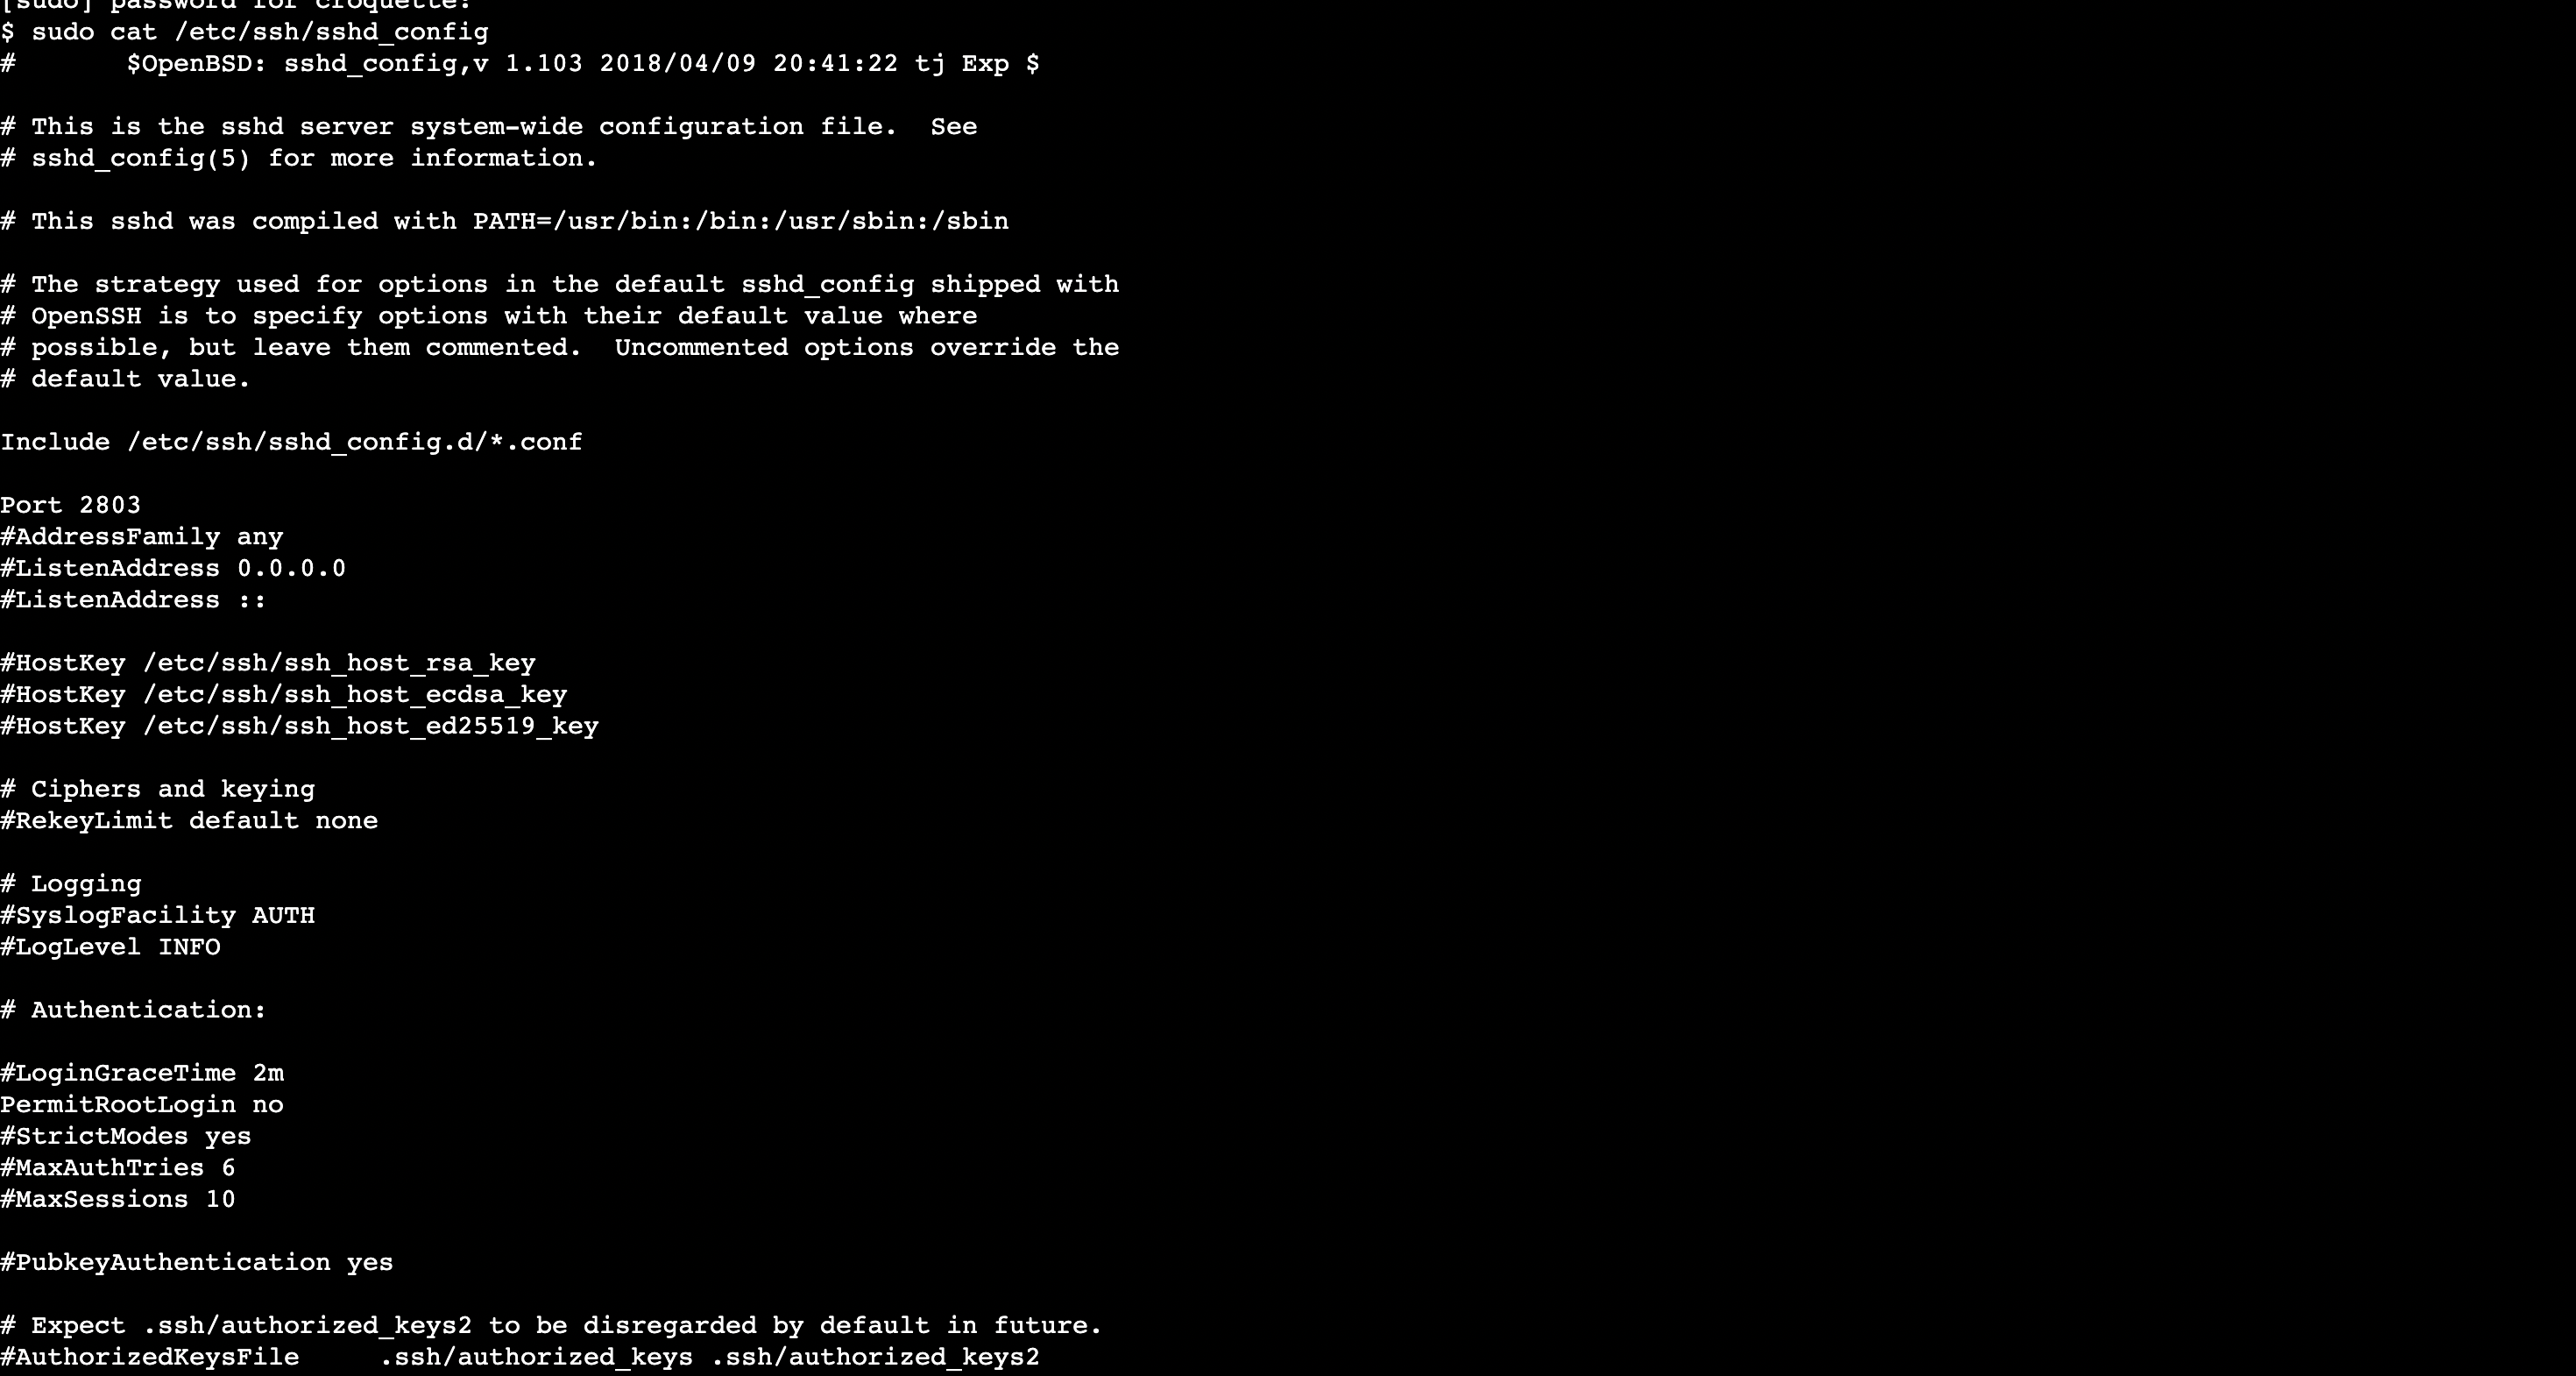 [sudo] password for croquette:
$ sudo cat /etc/ssh/sshd_config
#       $OpenBSD: sshd_config,v 1.103 2018/04/09 20:41:22 tj Exp $
# This is the sshd server system-wide configuration file.  See
# sshd_config(5) for more information.
# This sshd was compiled with PATH=/usr/bin:/bin:/usr/sbin:/sbin
# The strategy used for options in the default sshd_config shipped with
# OpenSSH is to specify options with their default value where
# possible, but leave them commented.  Uncommented options override the
# default value.
Include /etc/ssh/sshd_config.d/*.conf
Port 2803
#AddressFamily any
#ListenAddress 0.0.0.0
#ListenAddress ::
#HostKey /etc/ssh/ssh_host_rsa_key
#HostKey /etc/ssh/ssh_host_ecdsa_key
#HostKey /etc/ssh/ssh_host_ed25519_key
# Ciphers and keying
#RekeyLimit default none
# Logging
#SyslogFacility AUTH
#LogLevel INFO
# Authentication:
#LoginGraceTime 2m
PermitRootLogin no
#StrictModes yes
#MaxAuthTries 6
#MaxSessions 10
#PubkeyAuthentication yes
# Expect .ssh/authorized_keys2 to be disregarded by default in future.
#AuthorizedKeysFile     .ssh/authorized_keys .ssh/authorized_keys2